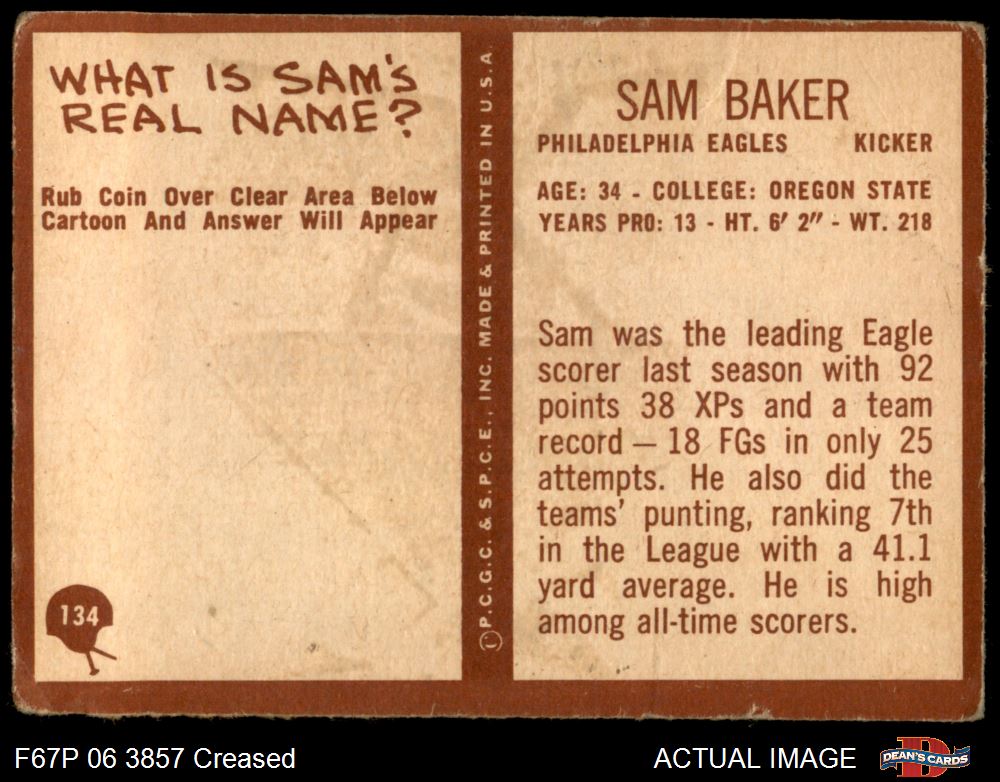 WHAT IS SAM'S
REAL NAME?
Rub Coin Over Clear Area Below
Cartoon And Answer Will Appear
134
Ⓒ P.C.G.C. & S.P.C.E., INC. MADE & PRINTED IN U.S.A.
SAM BAKER
PHILADELPHIA EAGLES KICKER
AGE: 34 - COLLEGE: OREGON STATE
YEARS PRO: 13 - HT. 6' 2" - WT. 218
Sam was the leading Eagle
scorer last season with 92
points 38 XPs and a team
record — 18 FGs in only 25
attempts. He also did the
teams' punting, ranking 7th
in the League with a 41.1
yard average. He is high
among all-time scorers.
F67P 06 3857 Creased
ACTUAL IMAGE
DEAN'S CARDS